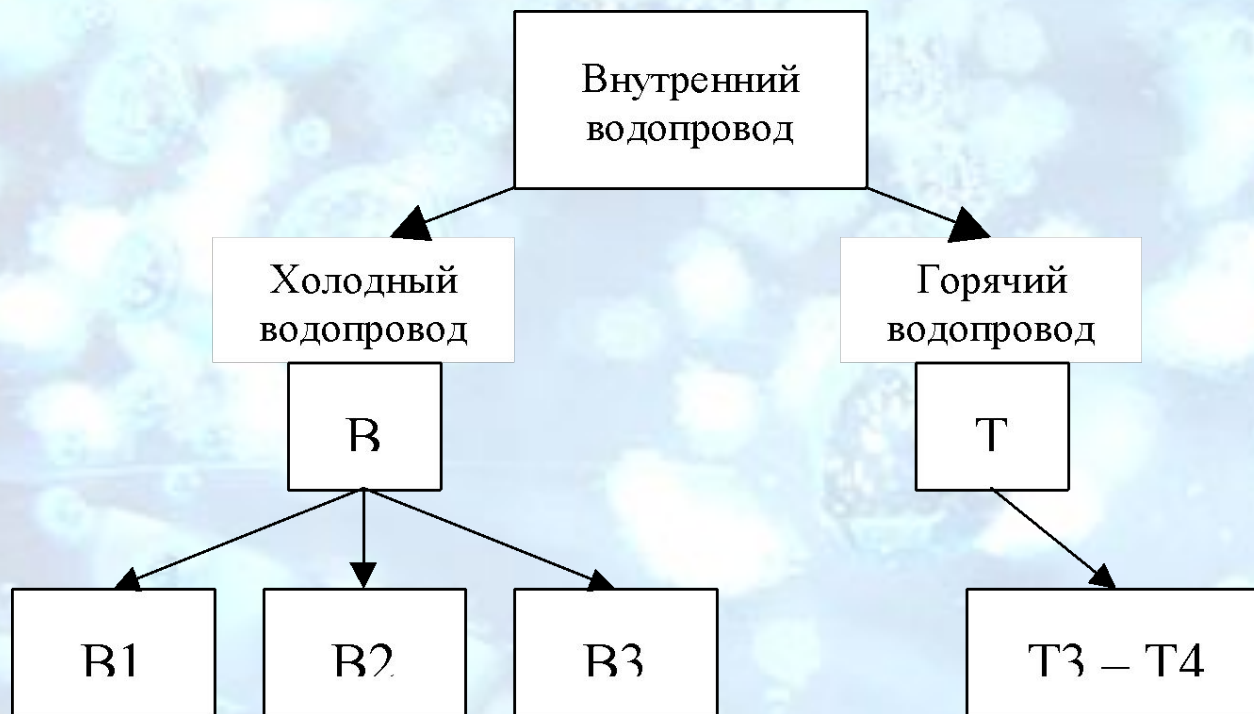 Внутренний
водопровод
Холодный
водопровод
Горячий
водопровод
В
Т
В1
В2
В3
Т3 – Т4